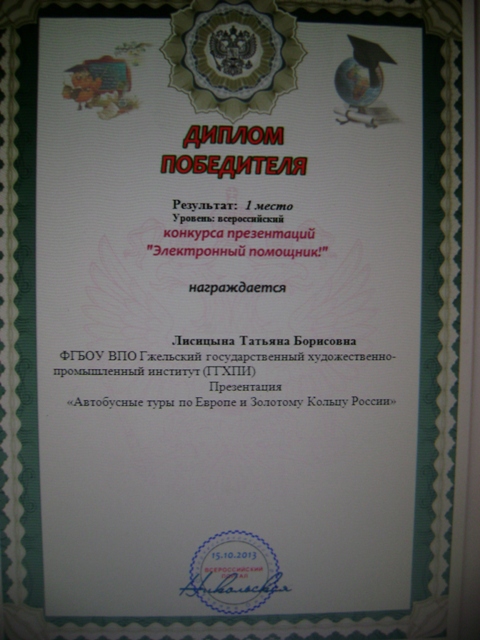 ДИПЛОМ
ПОБЕДИТЕЛЯ
Результат: 1 место
Уровень: всероссийский
конкурса презентаций
"Электронный помощник!"
награждается
Лисицына Татьяна Борисовна
ФГБОУ ВПО Гжельский государственный художественно-
промышленный институт (ГГХПИ)
Презентация
«Автобусные туры по Европе и Золотому Кольцу России»
15.10.2013
ВСЕРОССИЙСКИЙ